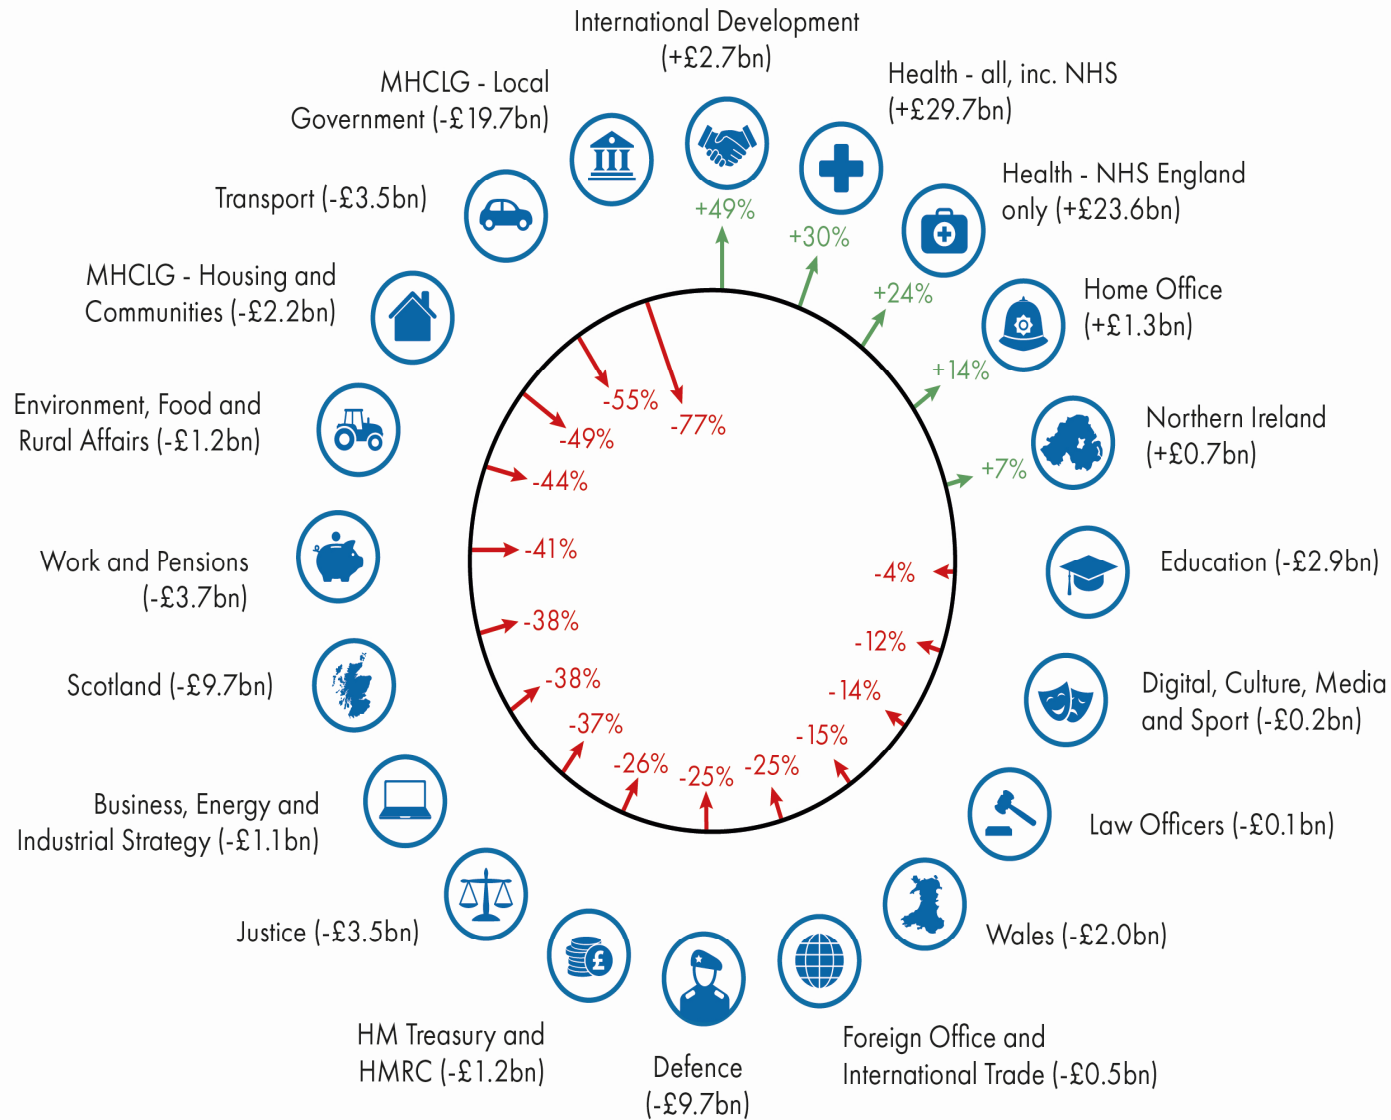 International Development
(+£2.7bn)
Health - all, inc. NHS
(+£29.7bn)
Health - NHS England
only (+£23.6bn)
Home Office
(+£1.3bn)
Northern Ireland
(+£0.7bn)
Education (-£2.9bn)
Digital, Culture, Media
and Sport (-£0.2bn)
Law Officers (-£0.1bn)
Wales (-£2.0bn)
Foreign Office and
International Trade (-£0.5bn)
Defence
(-£9.7bn)
HM Treasury and
HMRC (-£1.2bn)
Justice (-£3.5bn)
Business, Energy and
Industrial Strategy (-£1.1bn)
Scotland (-£9.7bn)
Work and Pensions
(-£3.7bn)
Environment, Food and
Rural Affairs (-£1.2bn)
MHCLG - Housing and
Communities (-£2.2bn)
Transport (-£3.5bn)
MHCLG - Local
Government (-£19.7bn)
+49%
+30%
+24%
+14%
+7%
-4%
-12%
-14%
-15%
-25%
-25%
-26%
-37%
-38%
-38%
-41%
-44%
-49%
-55%
-77%
£